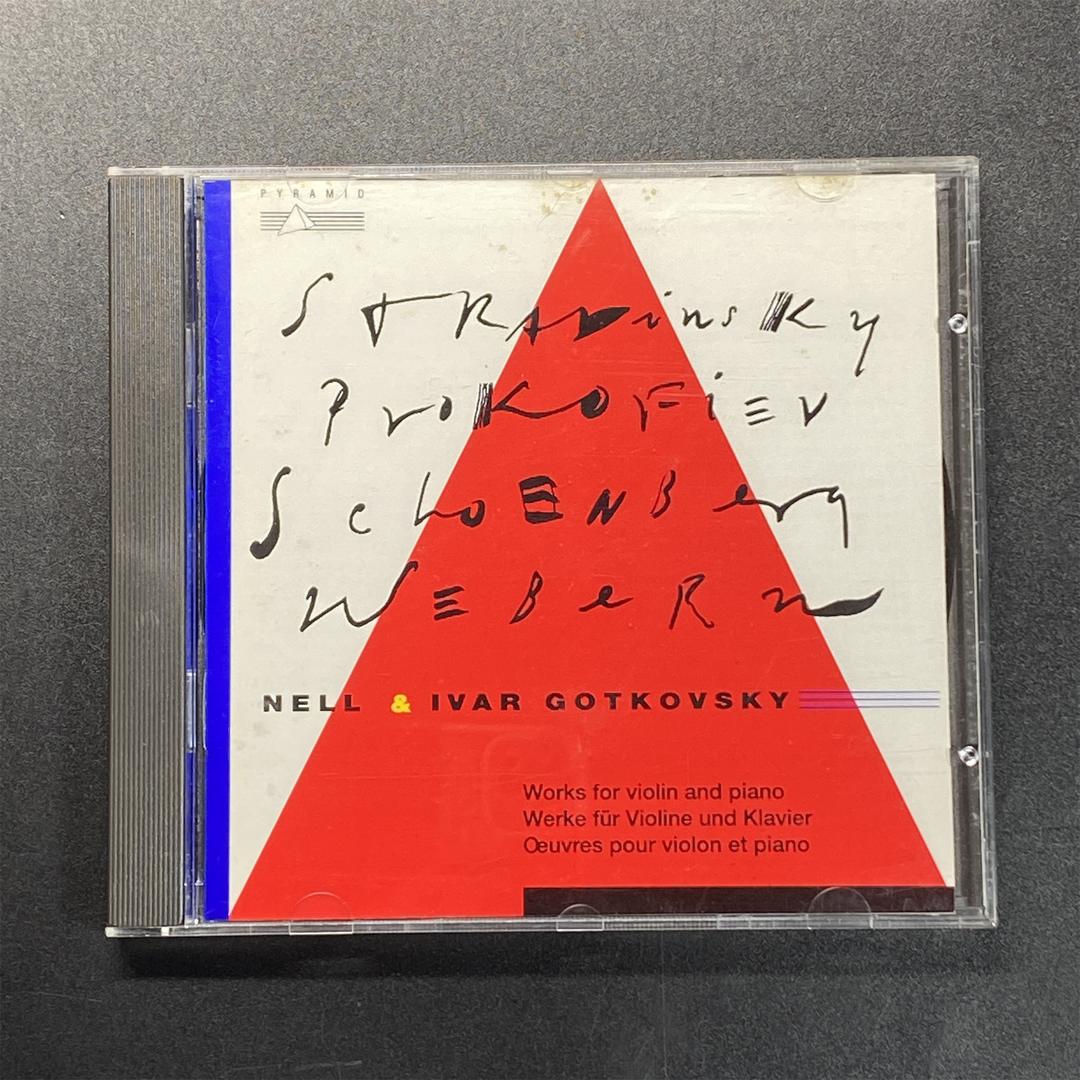 PYRAMID
STRAVinsKy
ProKOFiEv
SchoENBerg
WEBeRn
NELL & IVAR GOTKOVSKY
Works for violin and piano
Werke für Violine und Klavier
Œuvres pour violon et piano